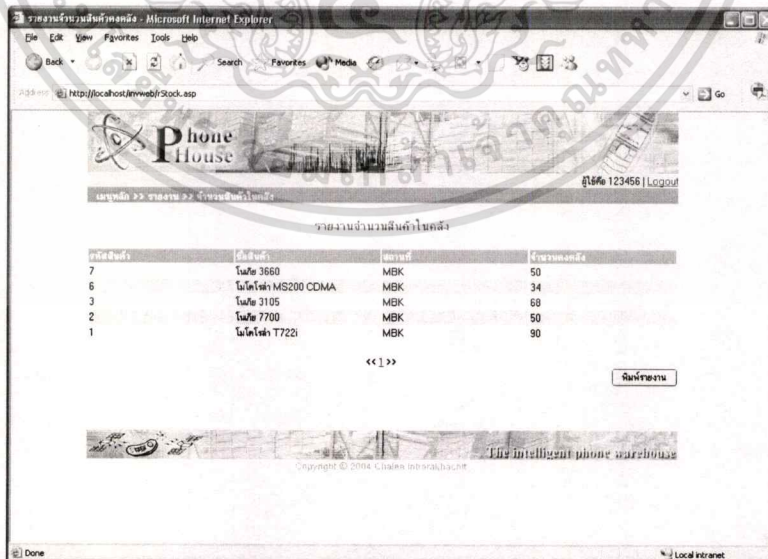 รายงานจำนวนสินค้าคงคลัง - Microsoft Internet Explorer
File Edit View Favorites Tools Help
Back Search Favorites Media
Address http://localhost/invweb/rStock.asp Go
Phone House
ผู้ใช้คือ 123456 | Logout
เมนูหลัก >> รายงาน >> จำนวนสินค้าในคลัง
รายงานจำนวนสินค้าในคลัง
รหัสสินค้า ชื่อสินค้า สถานที่ จำนวนคงคลัง
7 โนเกีย 3660 MBK 50
6 โมโตโรล่า MS200 CDMA MBK 34
3 โนเกีย 3105 MBK 68
2 โนเกีย 7700 MBK 50
1 โมโตโรล่า T722i MBK 90
<<1>>
พิมพ์รายงาน
The intelligent phone warehouse
Copyright © 2004 Chalee
Done Local intranet